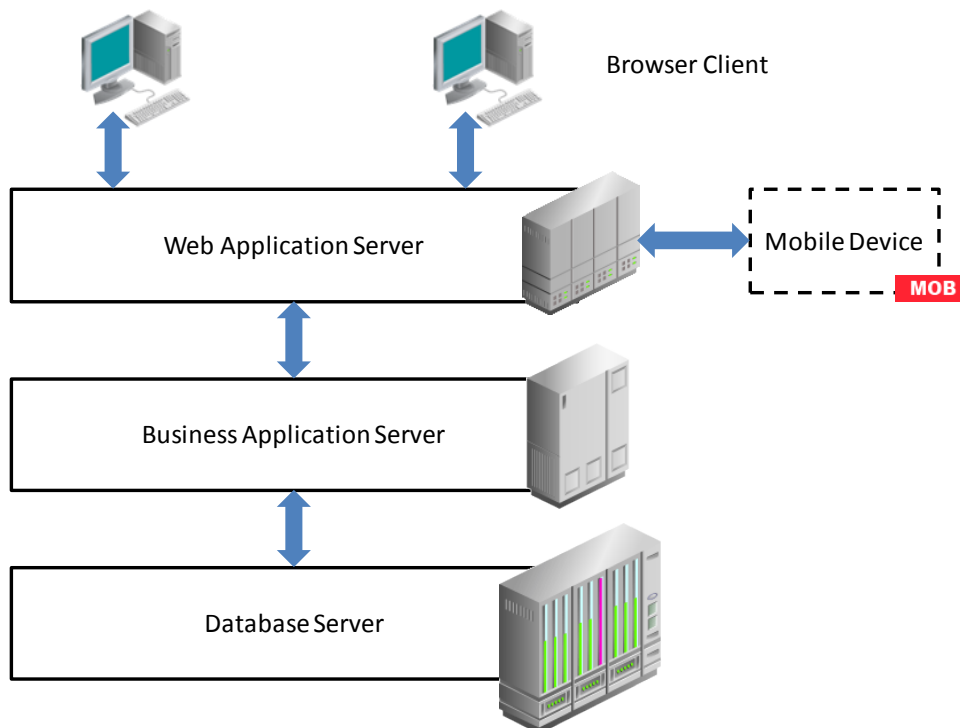 Browser Client
Web Application Server
Mobile Device
MOB
Business Application Server
Database Server